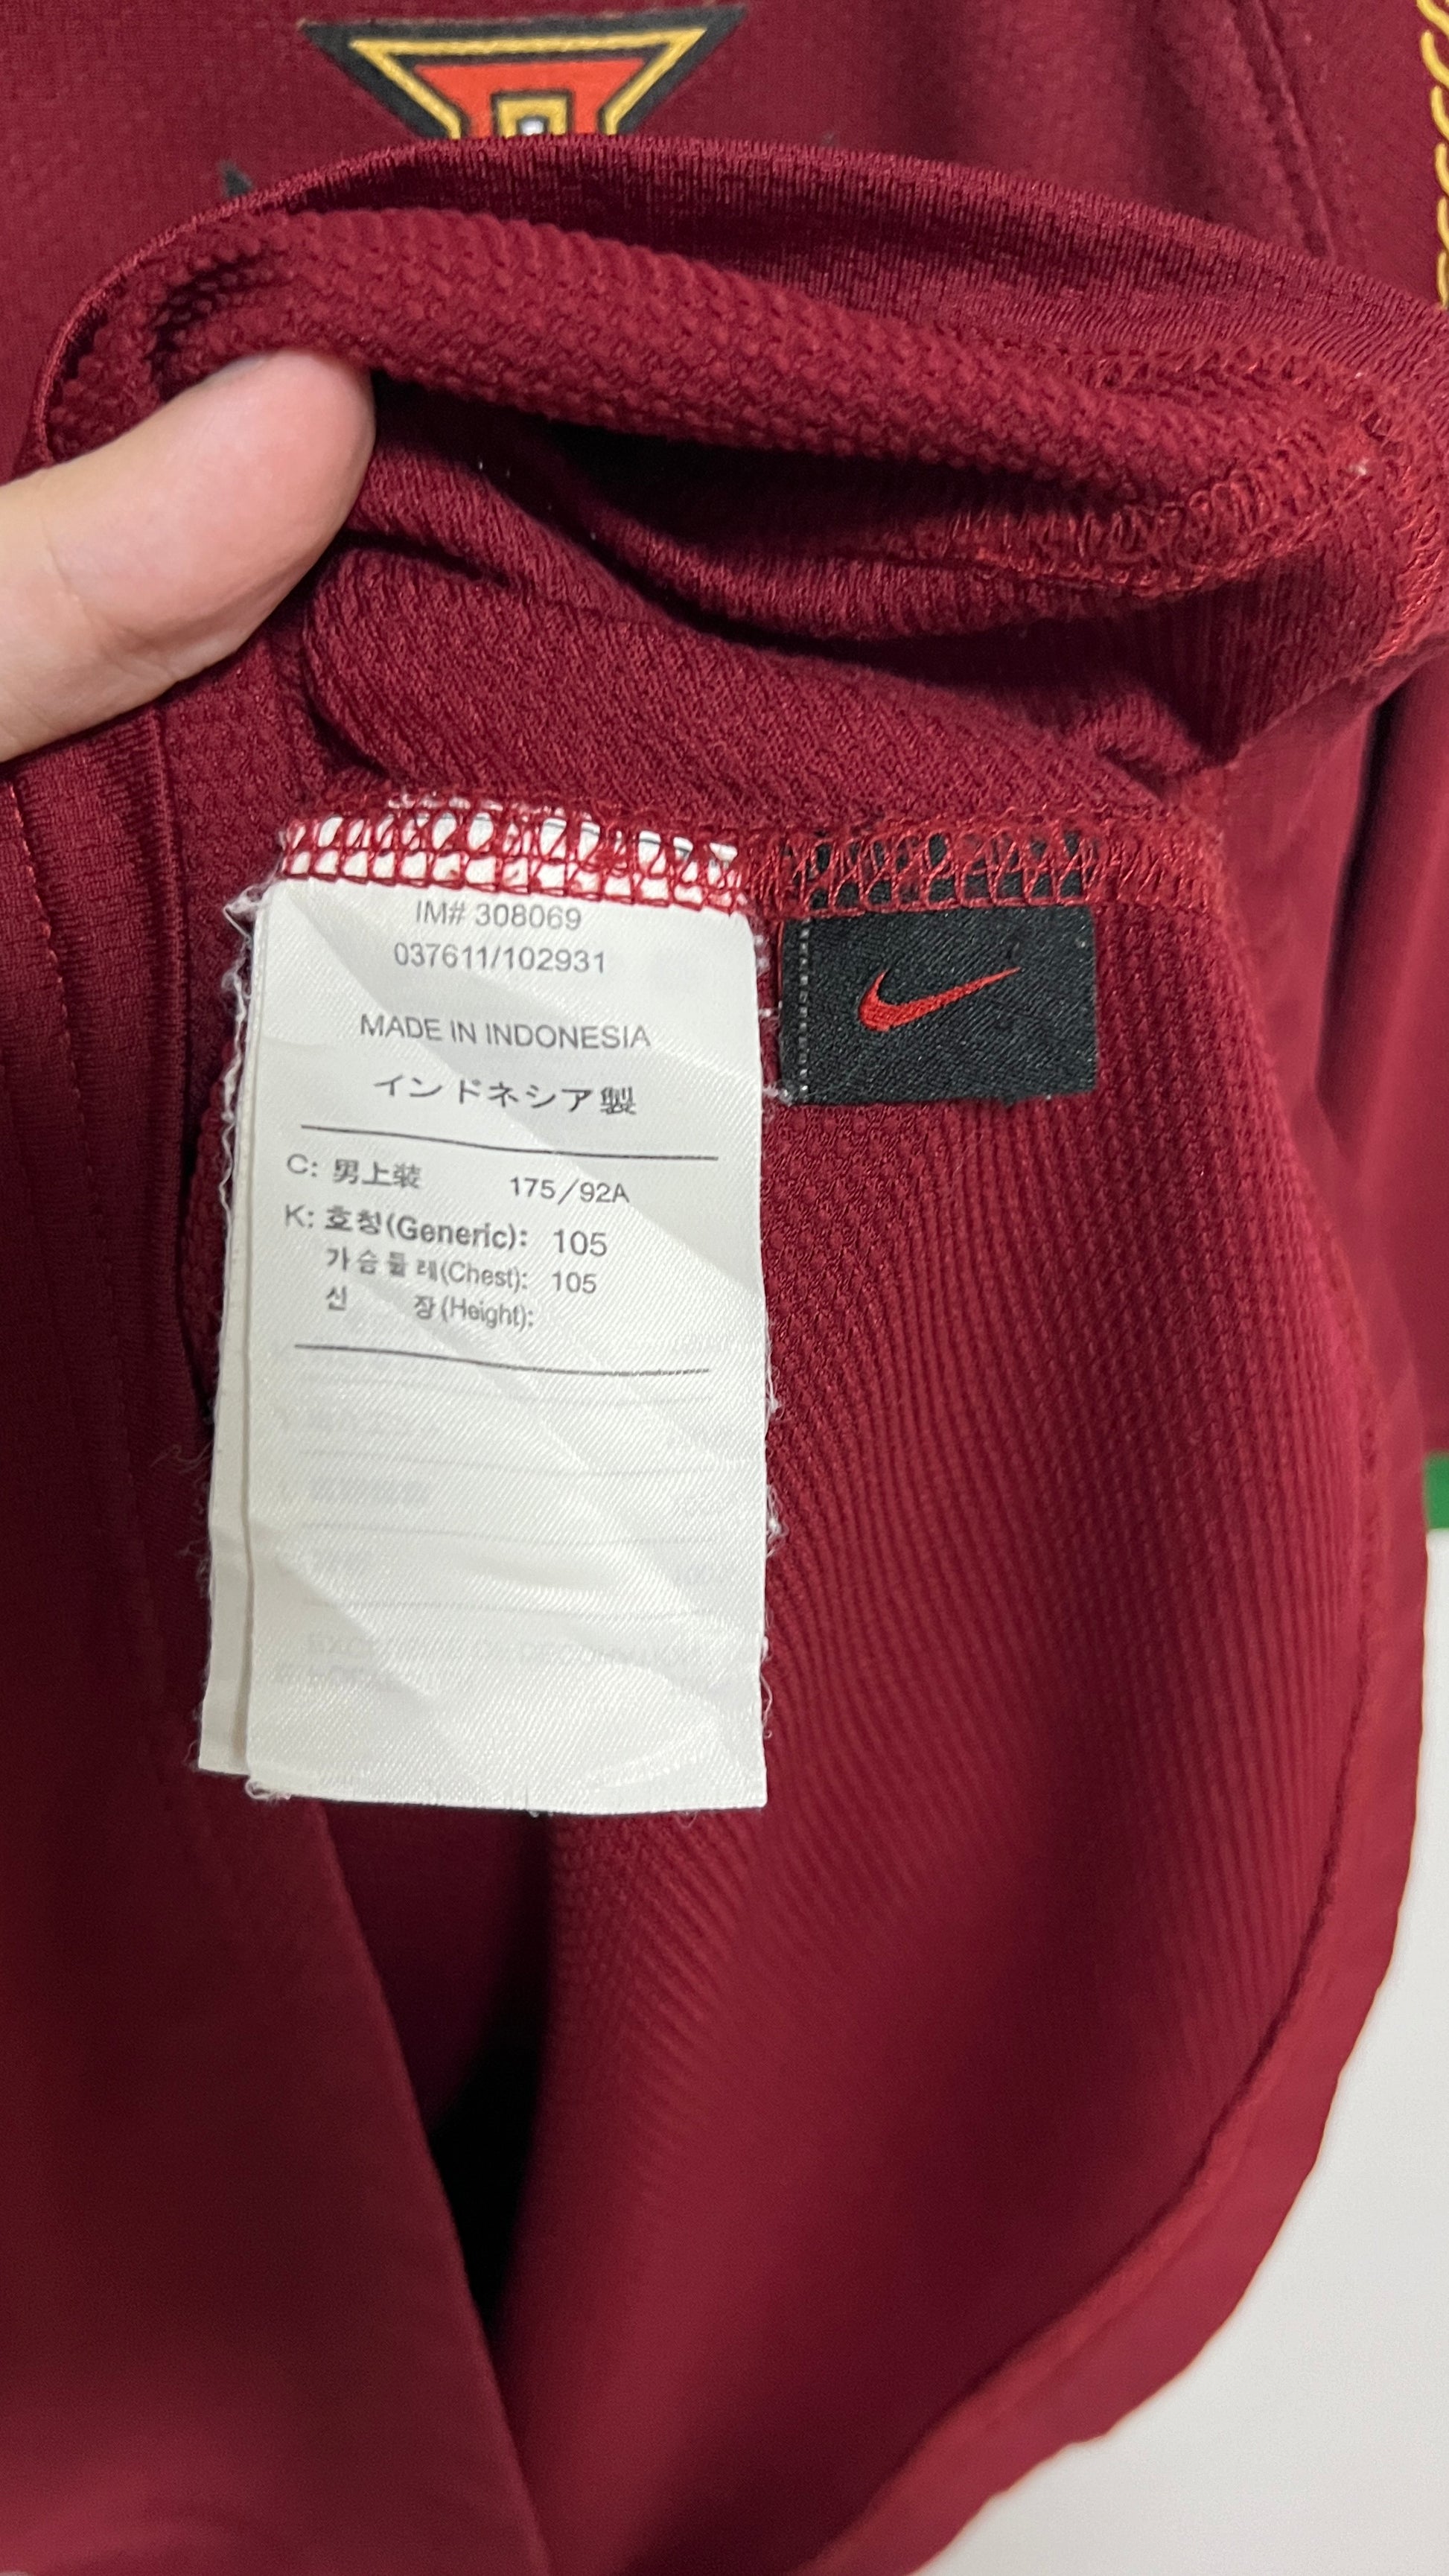 IM# 308069
037611/102931
MADE IN INDONESIA
インドネシア製
C: 男上装 175/92A
K: 호칭(Generic): 105
가슴둘레(Chest): 105
신 장(Height):